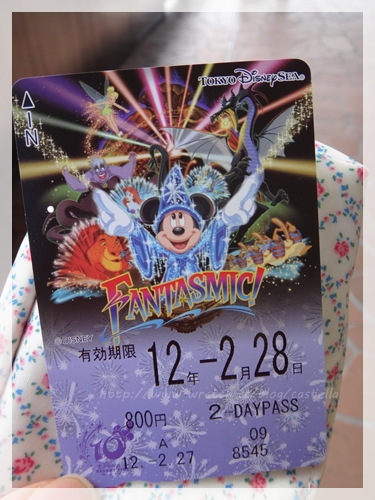 TOKYO DISNEYSEA®
IN
FANTASMIC!
©DISNEY
有効期限
12年-2月28日
800円
2-DAYPASS
A
09
12-2.27
8545
10